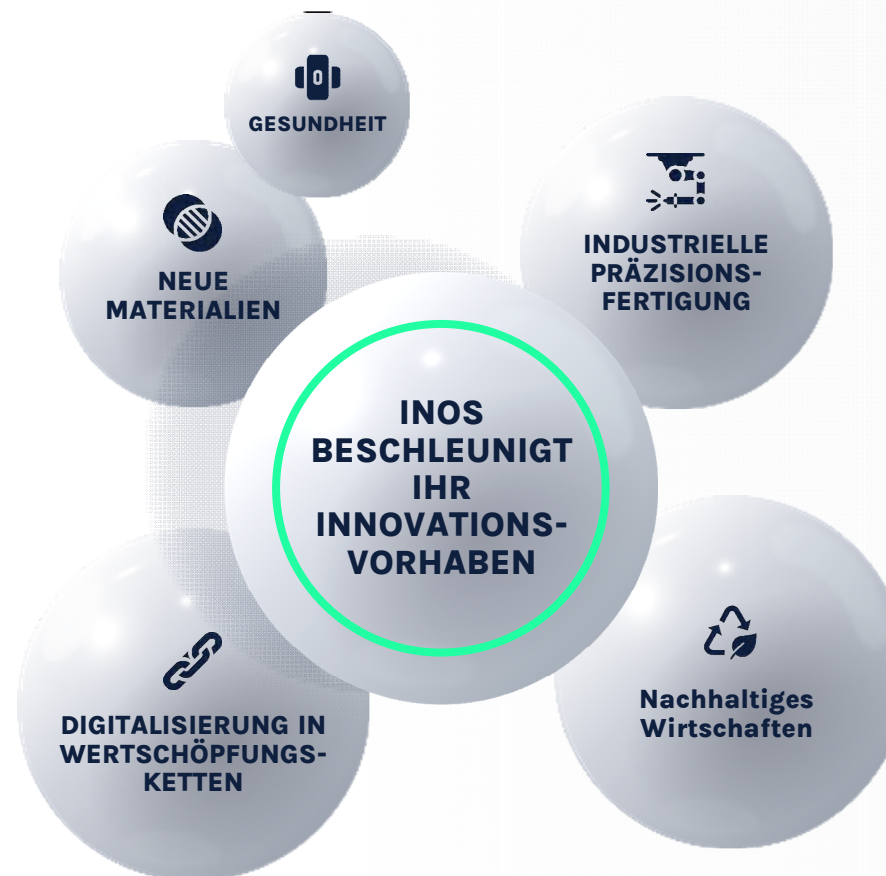 GESUNDHEIT
NEUE
MATERIALIEN
INDUSTRIELLE
PRÄZISIONS-
FERTIGUNG
INOS
BESCHLEUNIGT
IHR
INNOVATIONS-
VORHABEN
DIGITALISIERUNG IN
WERTSCHÖPFUNGS-
KETTEN
Nachhaltiges
Wirtschaften